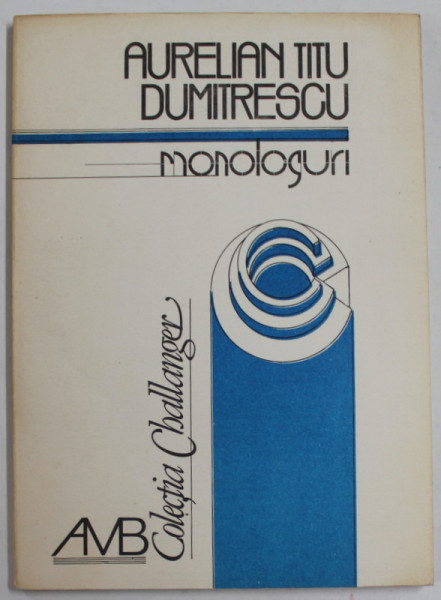 AURELIAN TITU
DUMITRESCU
monologuri
Colecția Challanger
AMB